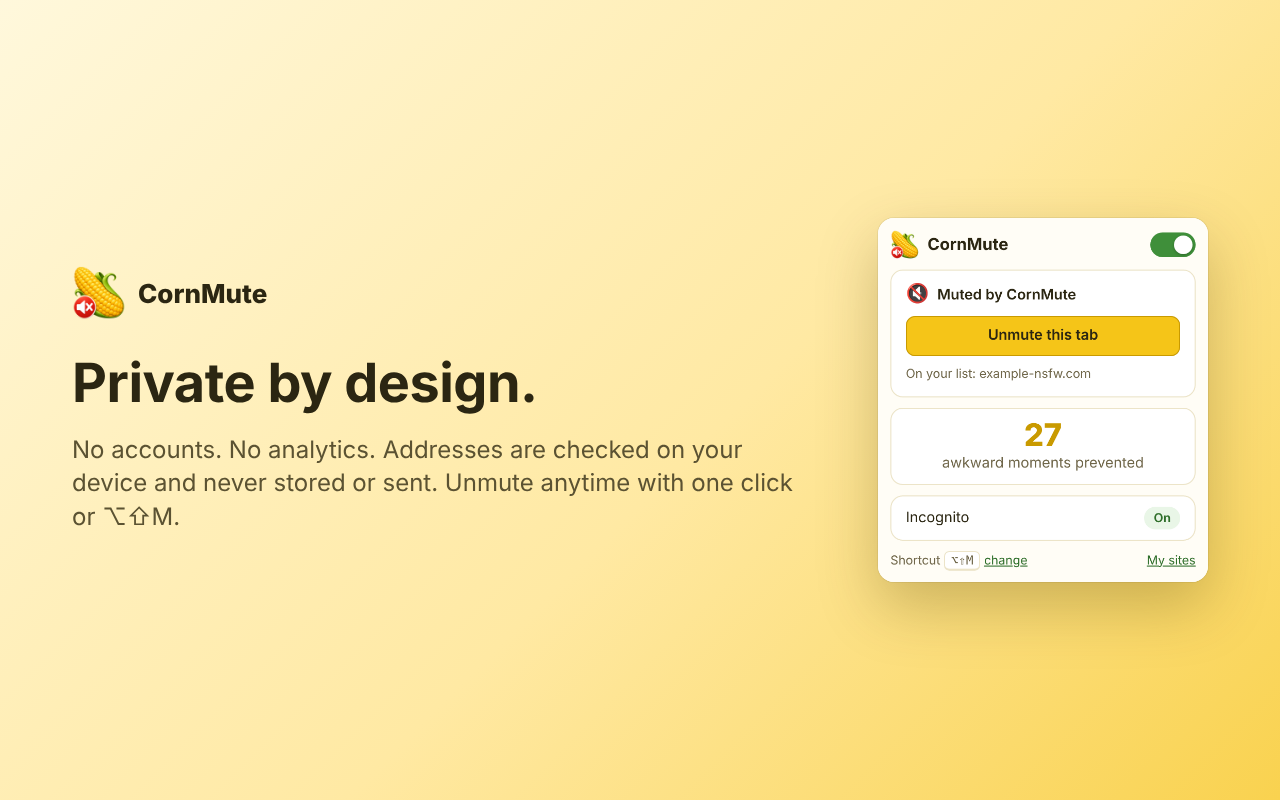 CornMute
Private by design.
No accounts. No analytics. Addresses are checked on your
device and never stored or sent. Unmute anytime with one click
or ⌥⇧M.
CornMute
Muted by CornMute
Unmute this tab
On your list: example-nsfw.com
27
awkward moments prevented
Incognito On
Shortcut ⌥⇧M change My sites